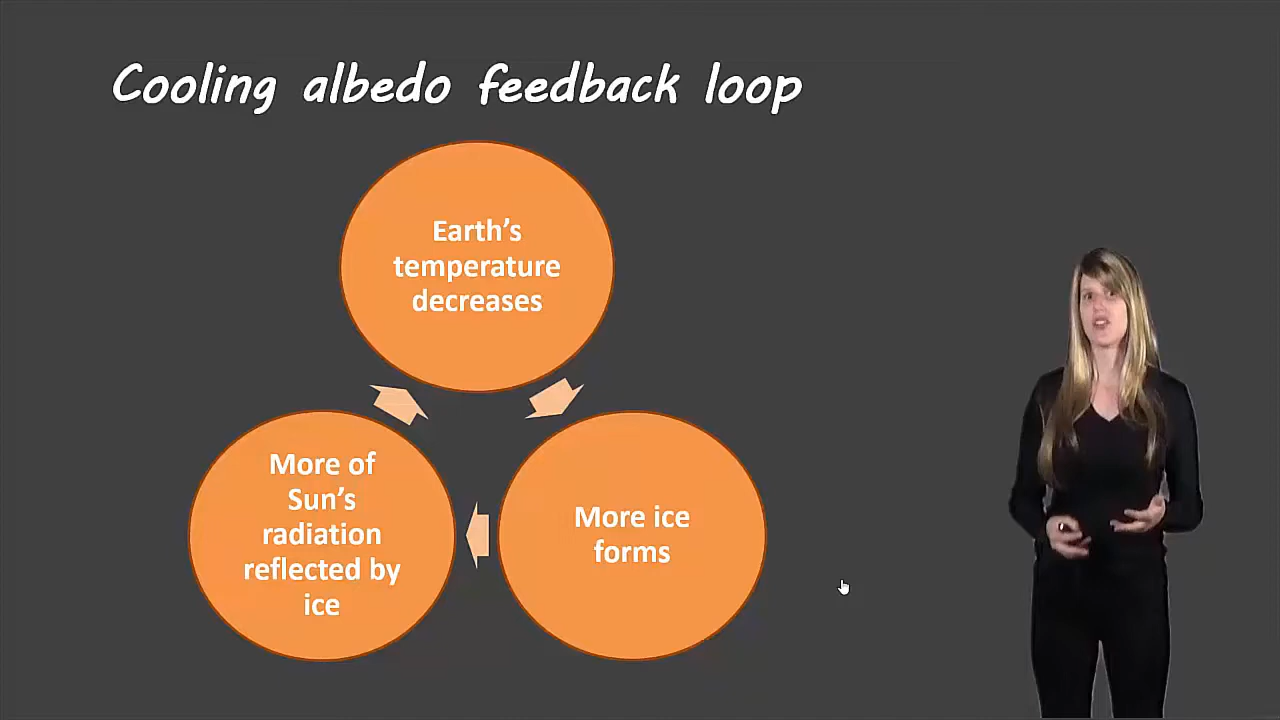 Cooling albedo feedback loop
Earth’s
temperature
decreases
More ice
forms
More of
Sun’s
radiation
reflected by
ice